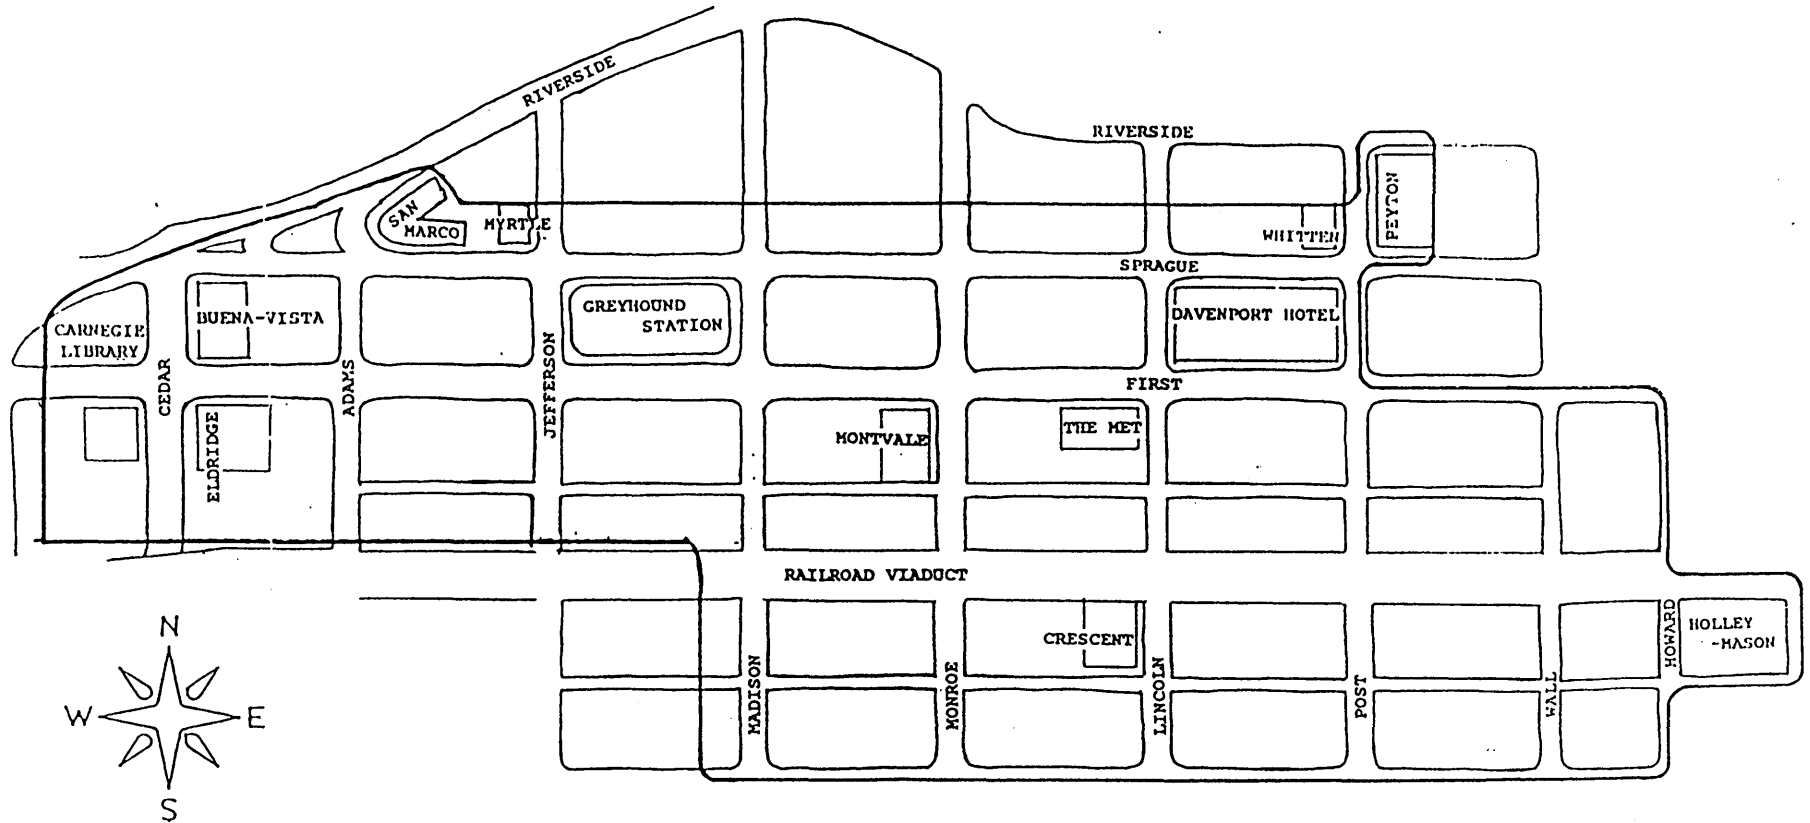 RIVERSIDE
RIVERSIDE
SAN
MARCO
MYRTLE
WHITTEN
PEYTON
SPRAGUE
CARNEGIE
LIBRARY
BUENA-VISTA
GREYHOUND
STATION
DAVENPORT HOTEL
CEDAR
ADAMS
JEFFERSON
FIRST
ELDRIDGE
MONTVALE
THE MET
RAILROAD VIADUCT
CRESCENT
HOWARD
HOLLEY
-MASON
MADISON
MONROE
LINCOLN
POST
WALL
N
W
E
S